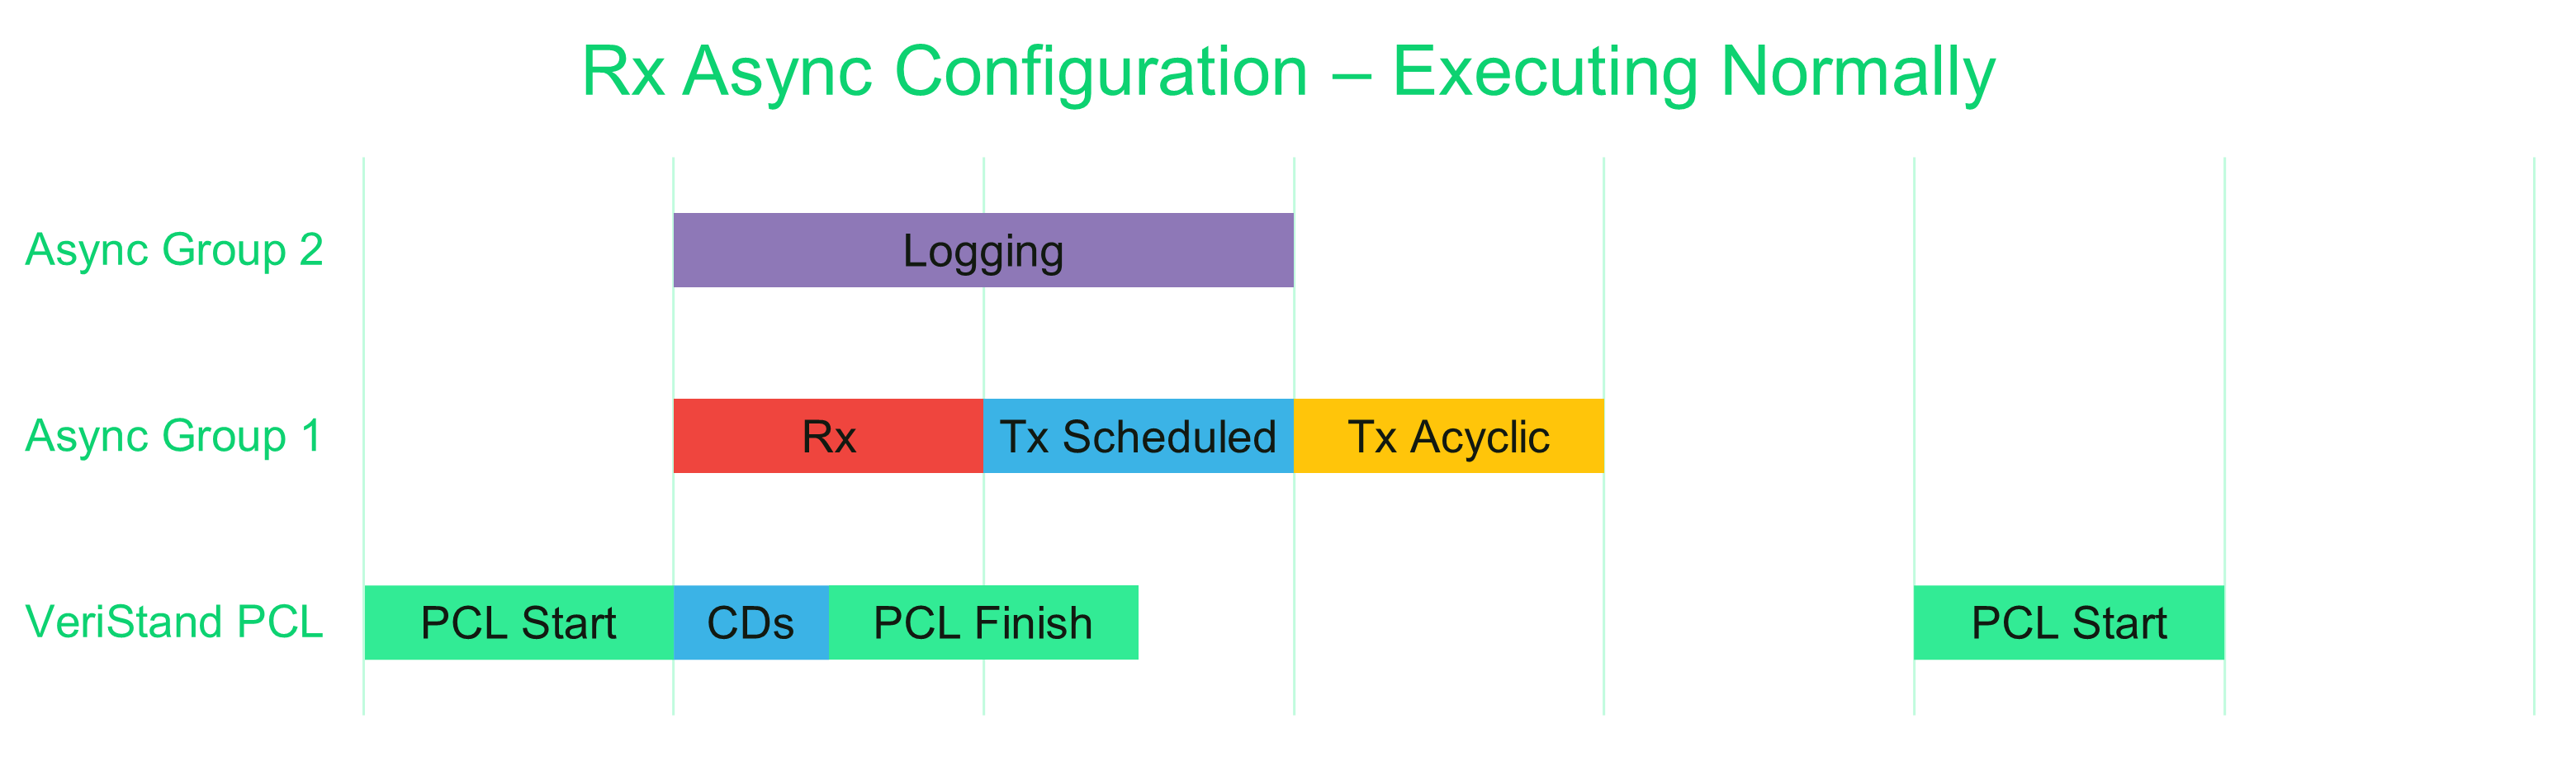 Rx Async Configuration – Executing Normally
Async Group 2
Logging
Async Group 1
Rx
Tx Scheduled
Tx Acyclic
VeriStand PCL
PCL Start
CDs
PCL Finish
PCL Start